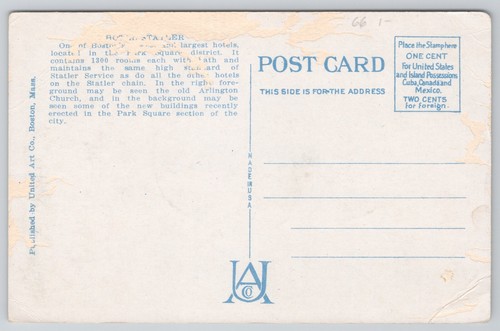 STATLER
of Boston's largest hotels,
located in the Park Square district. It
contains 1200 rooms each with bath and
maintains the same high standard of
Statler Service as do all the other hotels
on the Statler chain. In the right fore-
ground may be seen the old Arlington
Church, and in the background may be
seen some of the new buildings recently
erected in the Park Square section of the
city.
Published by United Art Co., Boston, Mass.
66 1-
POST CARD
THIS SIDE IS FOR THE ADDRESS
Place the Stamp here
ONE CENT
For United States
and Island Possessions
Cuba, Canada and
Mexico.
TWO CENTS
for foreign.
MADE IN USA
UA Co